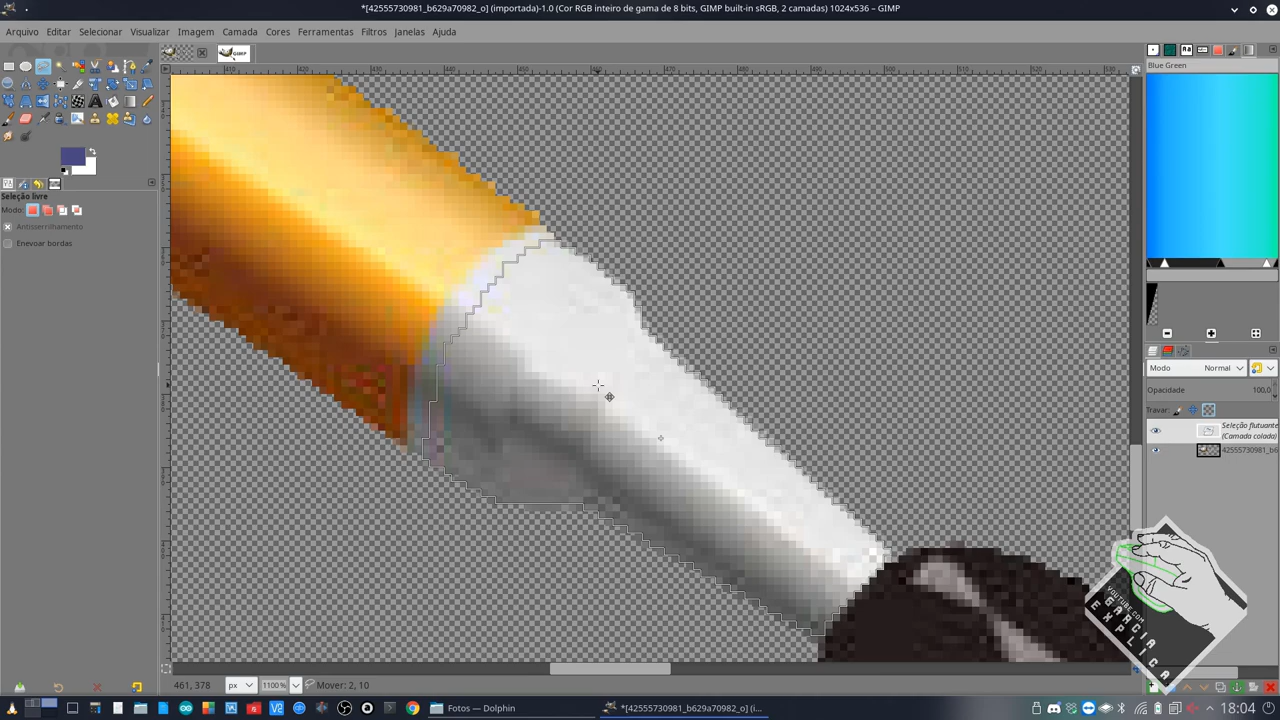 *[42555730981_b629a70982_o] (importada)-1.0 (Cor RGB inteiro de gama de 8 bits, GIMP built-in sRGB, 2 camadas) 1024x536 – GIMP
Arquivo Editar Selecionar Visualizar Imagem Camada Cores Ferramentas Filtros Janelas Ajuda
GIMP
Blue Green
Seleção livre
Modo:
Antisserrilhamento
Enevoar bordas
Modo Normal
Opacidade 100,0
Travar:
Seleção flutuante
(Camada colada)
42555730981_b6
YOUTUBE.COM
GARCIA
EXPLICA
461, 378 px 1100% Mover: 2, 10
Fotos — Dolphin
*[42555730981_b629a70982_o] (i...
18:04